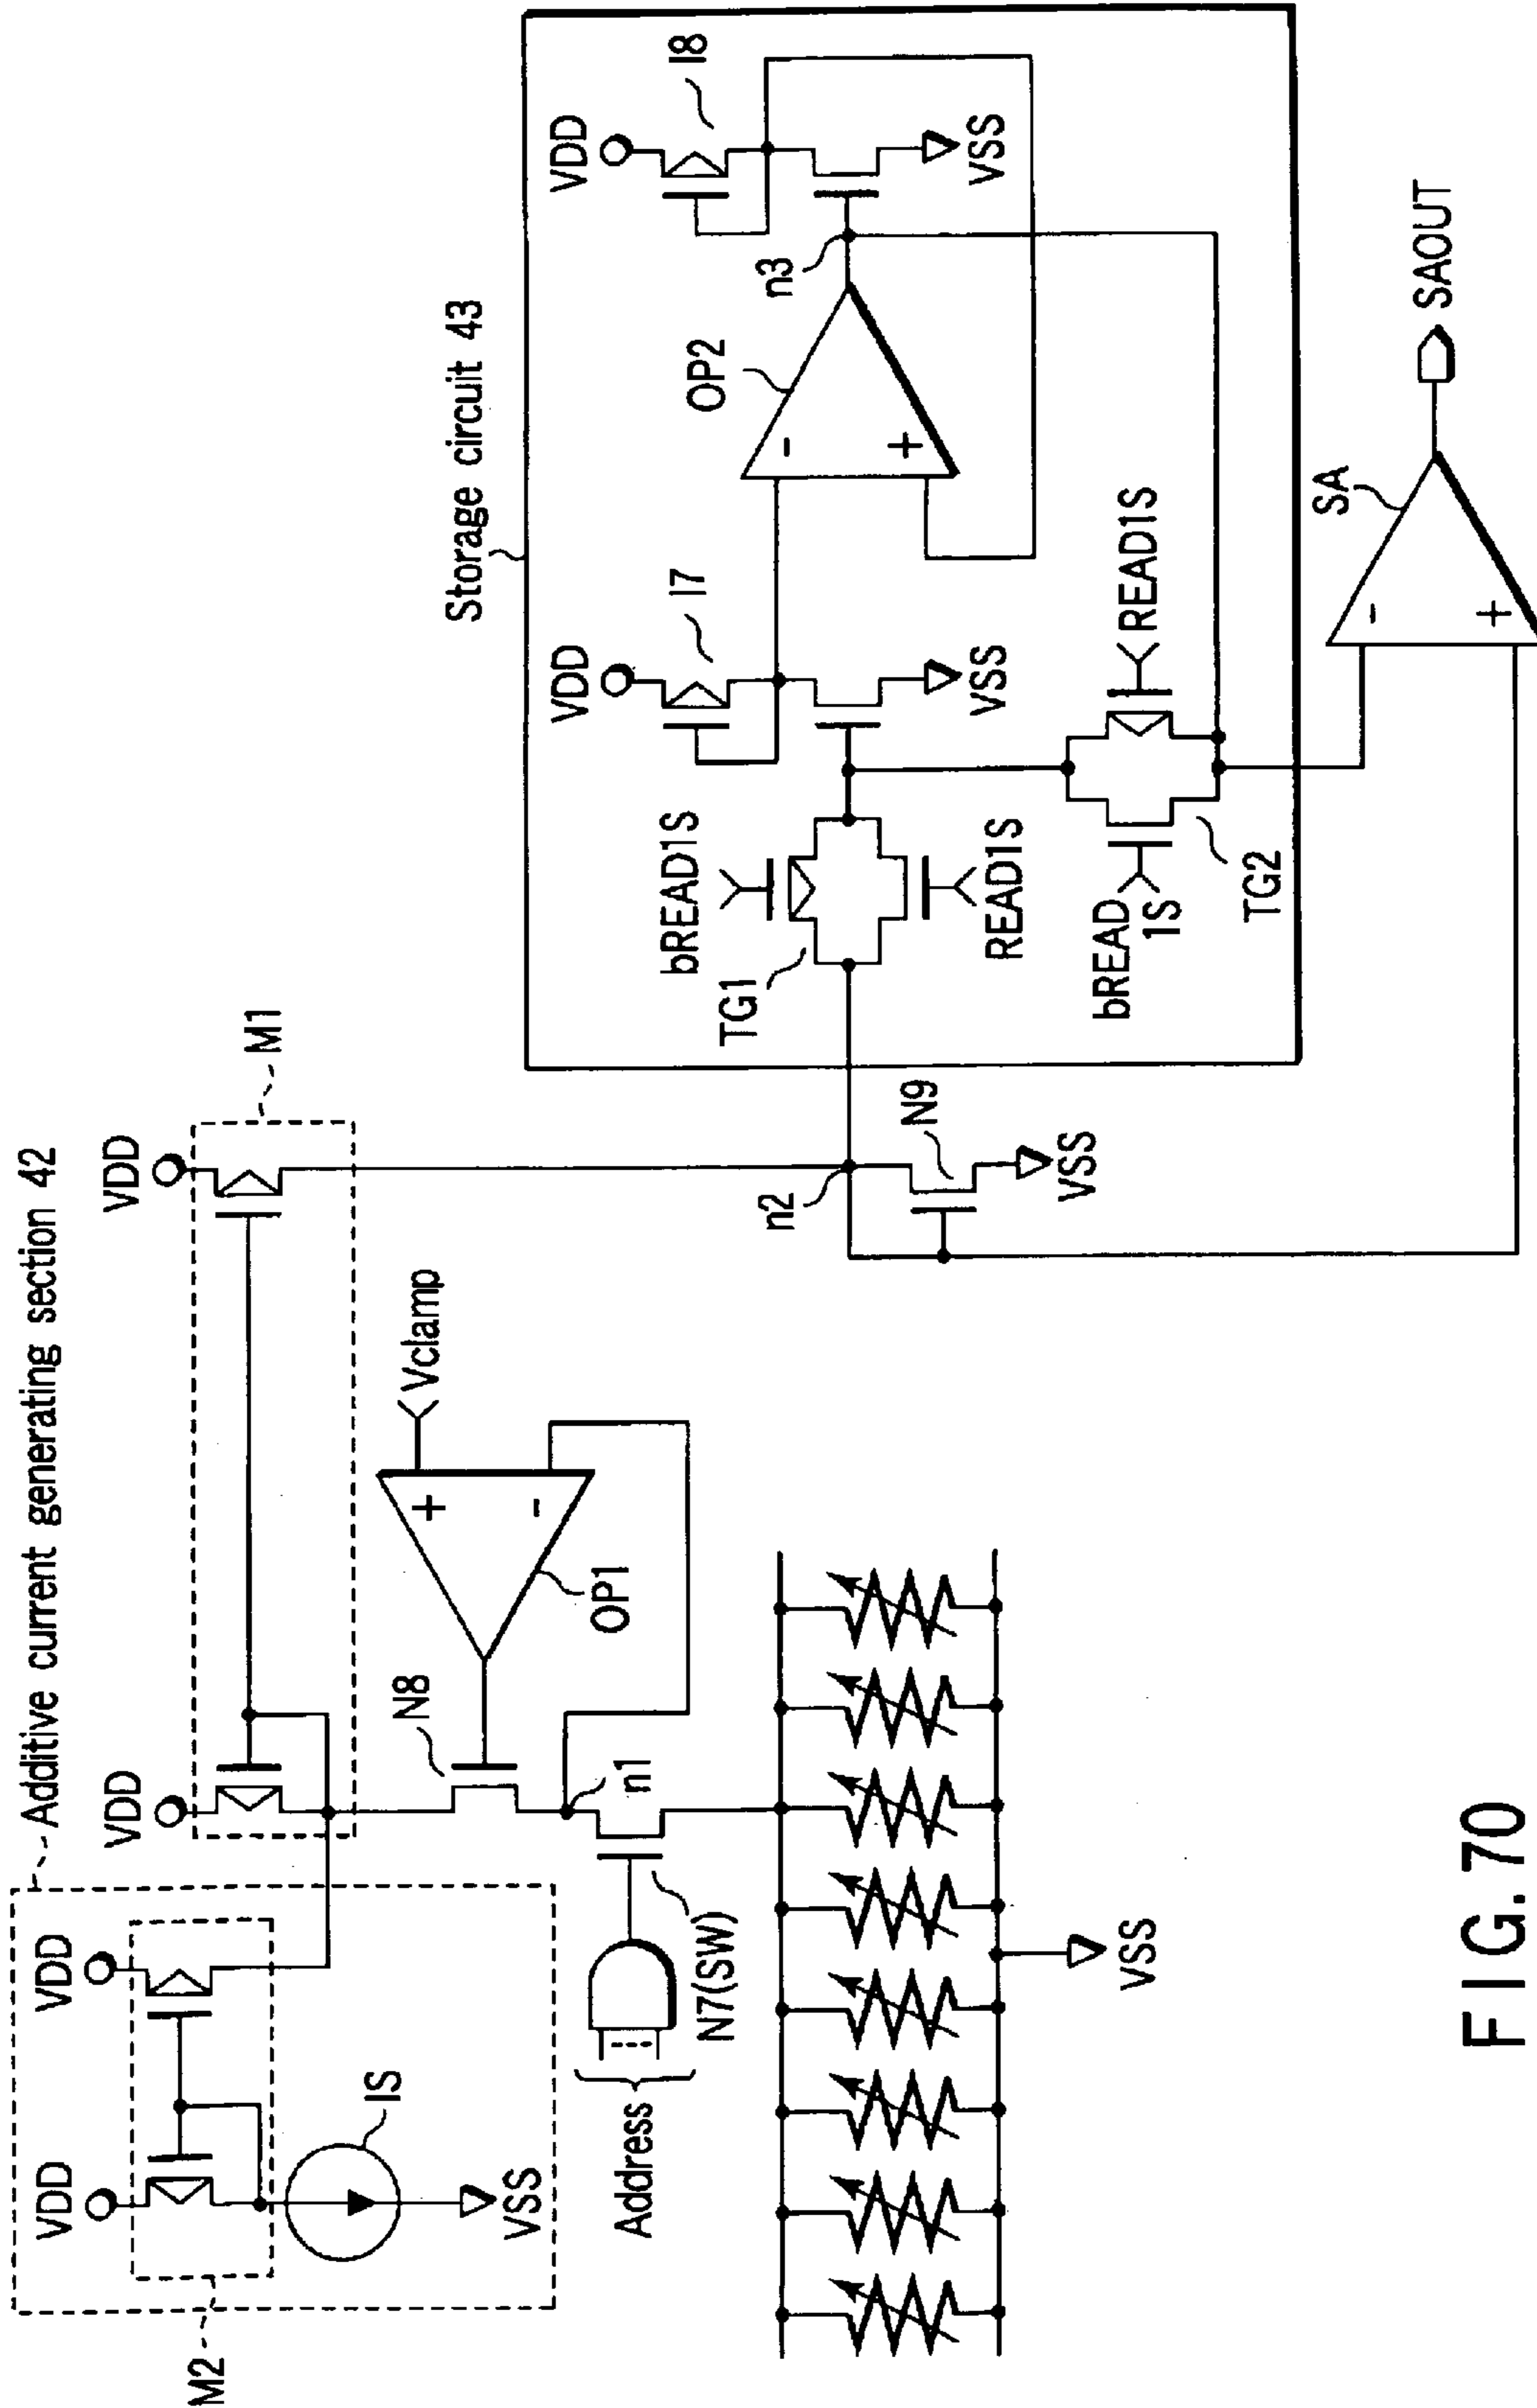 Additive current generating section 42
VDD
VDD
VDD
VDD
M2
M1
IS
VSS
Vclamp
+
-
OP1
N8
n1
Address
N7(SW)
VSS
n2
N9
VSS
Storage circuit 43
VDD
I7
VDD
I8
OP2
-
+
n3
VSS
VSS
bREAD1S
TG1
READ1S
bREAD
1S
READ1S
TG2
SA
-
+
SAOUT
FIG. 70